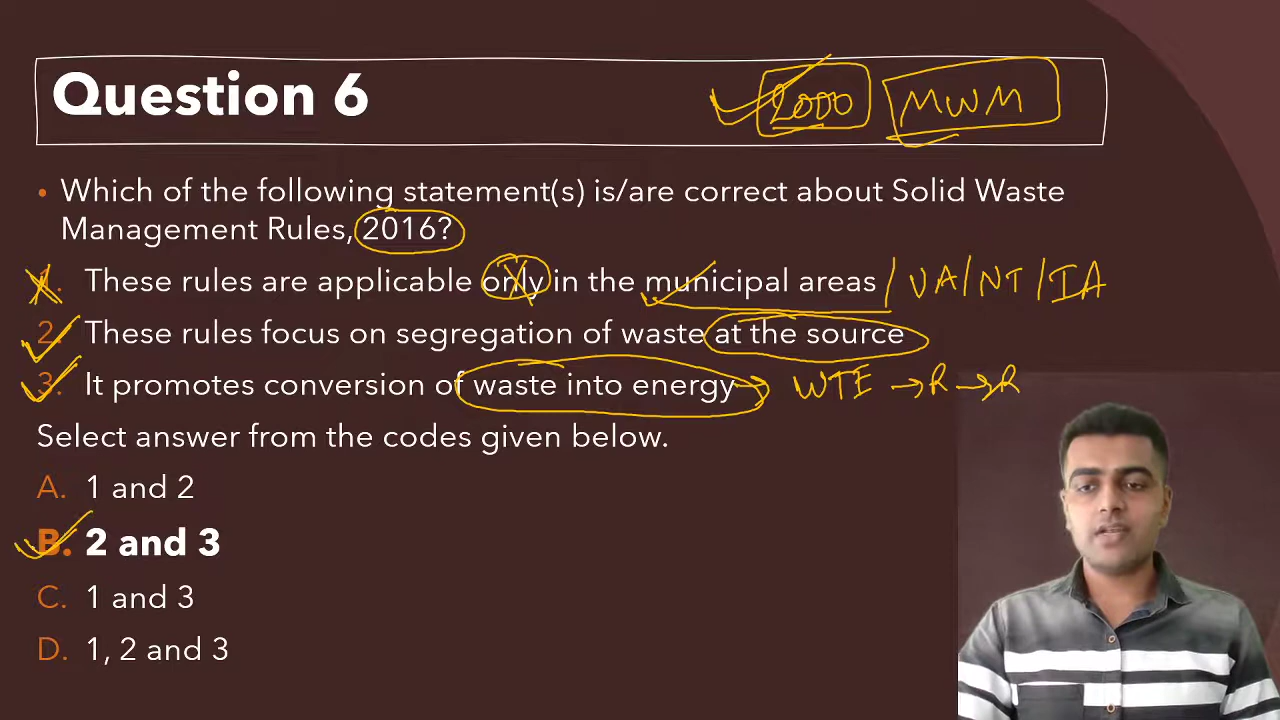 Question 6
2000 MWM
• Which of the following statement(s) is/are correct about Solid Waste
Management Rules, 2016?
1. These rules are applicable only in the municipal areas / UA/NT/IA
2. These rules focus on segregation of waste at the source
3. It promotes conversion of waste into energy → WTE → R → R
Select answer from the codes given below.
A. 1 and 2
B. 2 and 3
C. 1 and 3
D. 1, 2 and 3